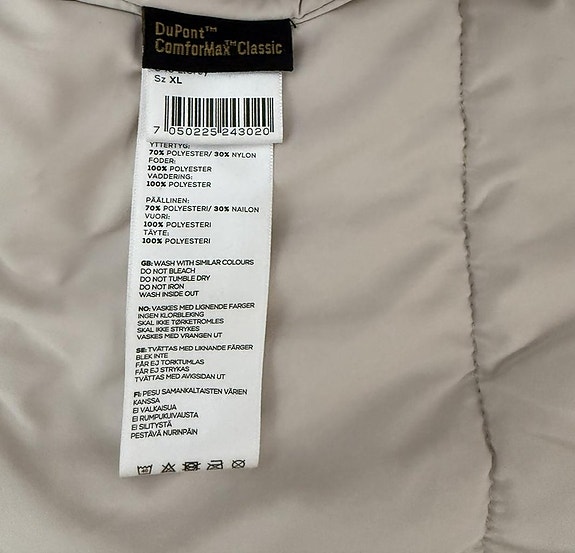 DuPont™
ComforMax™ Classic
Sz XL
7 050225 243020
YTTERTYG:
70% POLYESTER/ 30% NYLON
FODER:
100% POLYESTER
VADDERING:
100% POLYESTER
PÄÄLLINEN:
70% POLYESTERI/ 30% NAILON
VUORI:
100% POLYESTERI
TÄYTE:
100% POLYESTERI
GB: WASH WITH SIMILAR COLOURS
DO NOT BLEACH
DO NOT TUMBLE DRY
DO NOT IRON
WASH INSIDE OUT
NO: VASKES MED LIGNENDE FARGER
INGEN KLORBLEKING
SKAL IKKE TØRKETROMLES
SKAL IKKE STRYKES
VASKES MED VRANGEN UT
SE: TVÄTTAS MED LIKNANDE FÄRGER
BLEK INTE
FÅR EJ TORKTUMLAS
FÅR EJ STRYKAS
TVÄTTAS MED AVIGSIDAN UT
FI: PESU SAMANKALTAISTEN VÄRIEN
KANSSA
EI VALKAISUA
EI RUMPUKUIVAUSTA
EI SILITYSTÄ
PESTÄVÄ NURINPÄIN